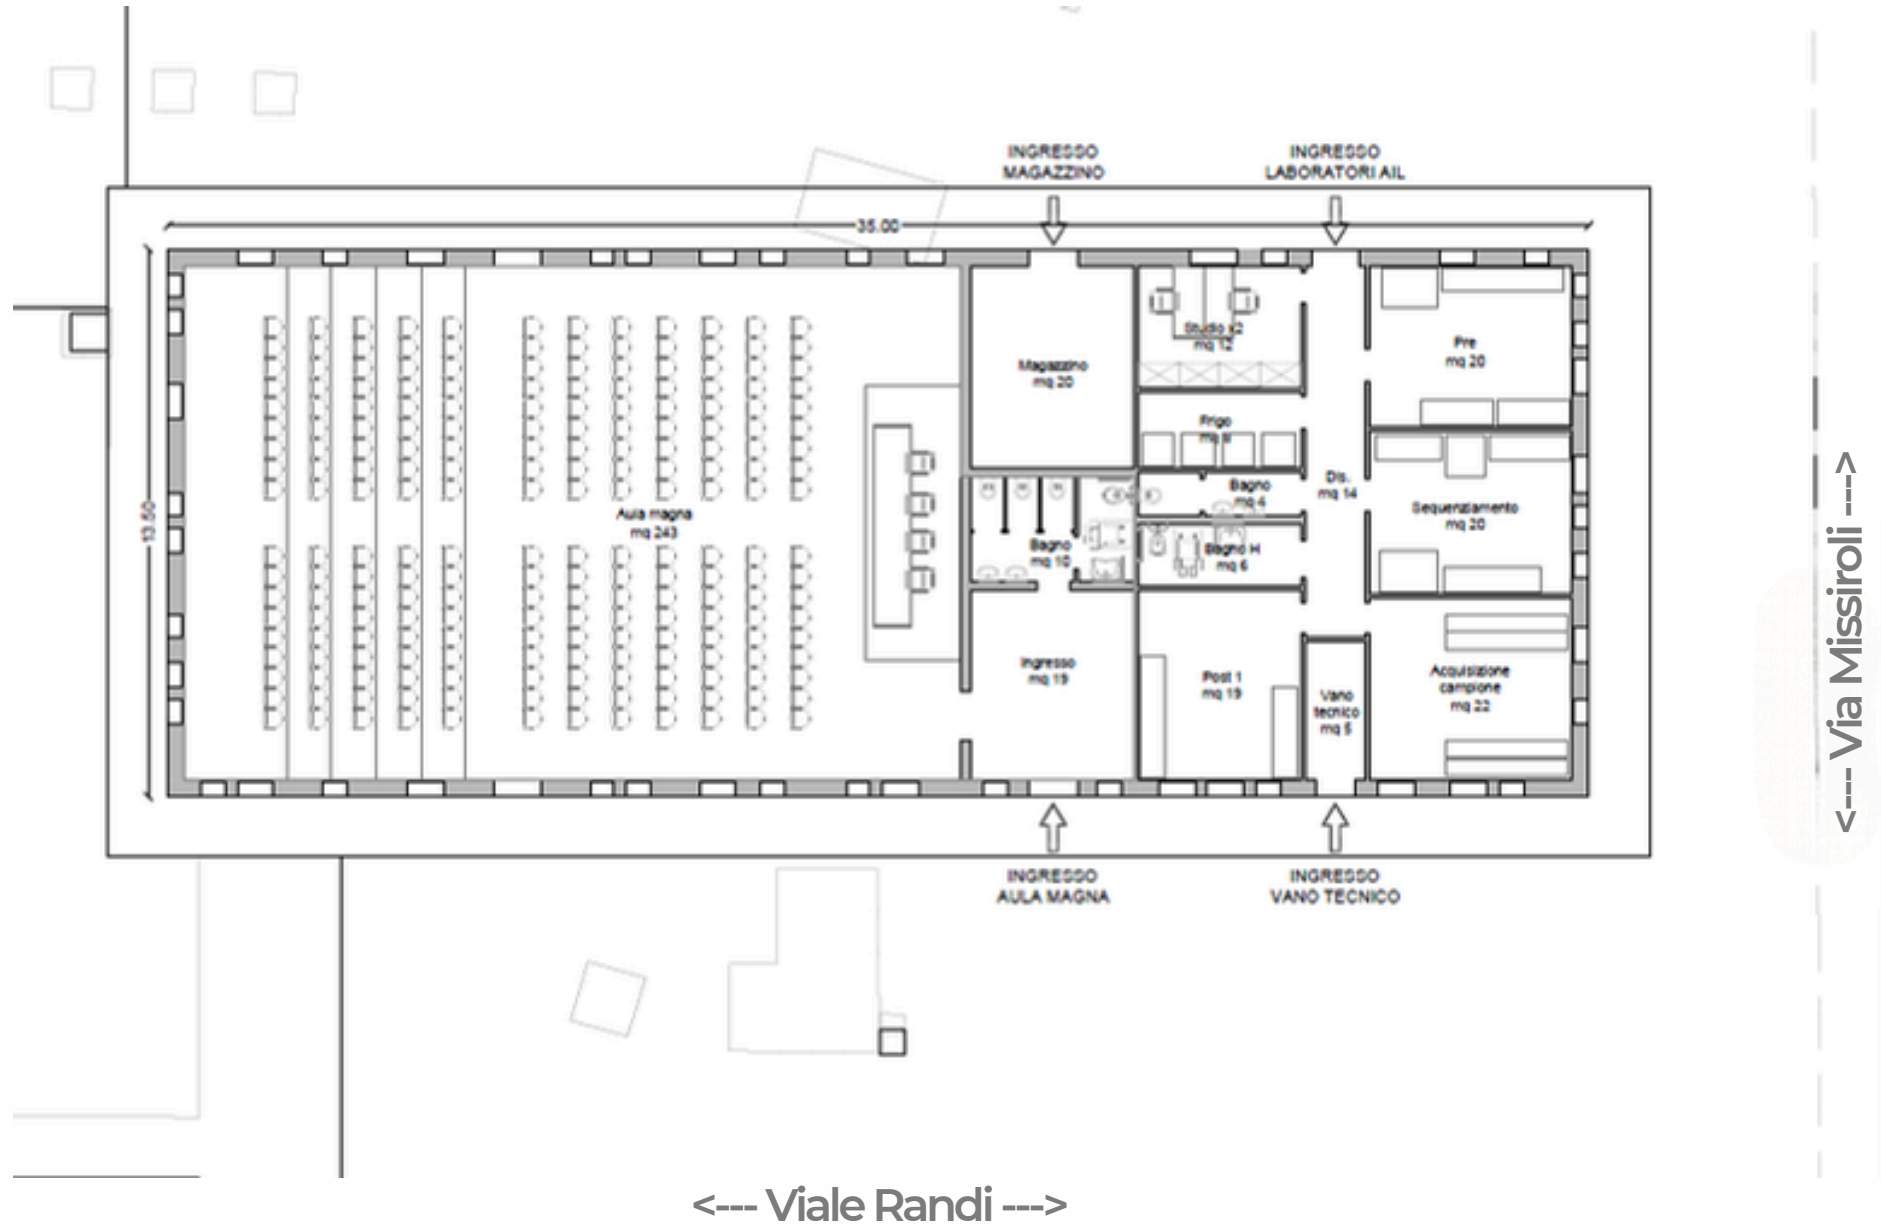 INGRESSO
MAGAZZINO
INGRESSO
LABORATORI AIL
35.00
13.50
Aula magna
mq 243
Magazzino
mq 20
Studio x2
mq 12
Frigo
mq
Bagno
mq 4
Bagno H
mq 6
Bagno
mq 10
Ingresso
mq 19
Post 1
mq 19
Dis.
mq 14
Vano
tecnico
mq 5
Pre
mq 20
Sequenziamento
mq 20
Acquisizione
campione
mq 22
INGRESSO
AULA MAGNA
INGRESSO
VANO TECNICO
<---- Via Missiroli ---->
<--- Viale Randi --->